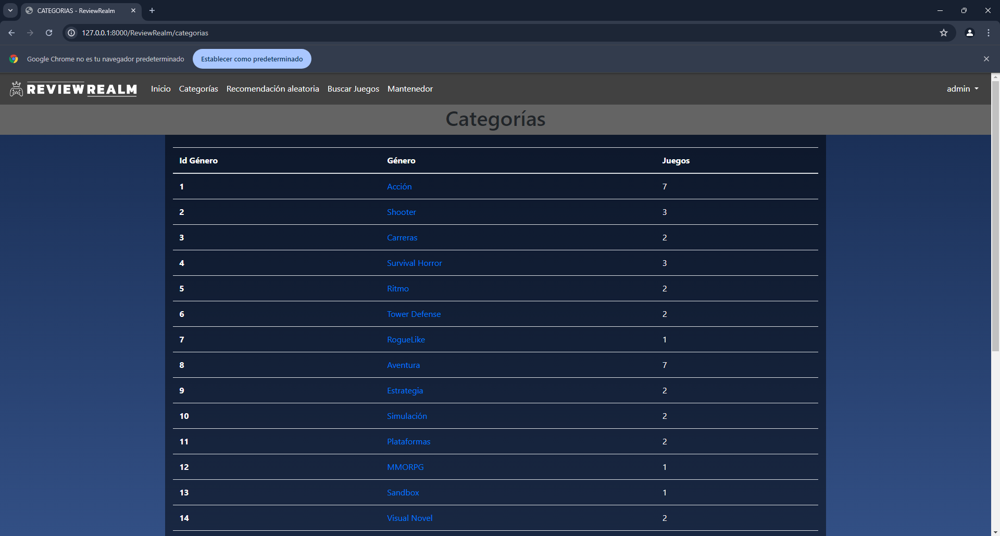 CATEGORIAS - ReviewRealm
127.0.0.1:8000/ReviewRealm/categorias
Google Chrome no es tu navegador predeterminado Establecer como predeterminado
REVIEWREALM Inicio Categorías Recomendación aleatoria Buscar Juegos Mantenedor admin
Categorías
Id Género Género Juegos
1 Acción 7
2 Shooter 3
3 Carreras 2
4 Survival Horror 3
5 Ritmo 2
6 Tower Defense 2
7 RogueLike 1
8 Aventura 7
9 Estrategia 2
10 Simulación 2
11 Plataformas 2
12 MMORPG 1
13 Sandbox 1
14 Visual Novel 2